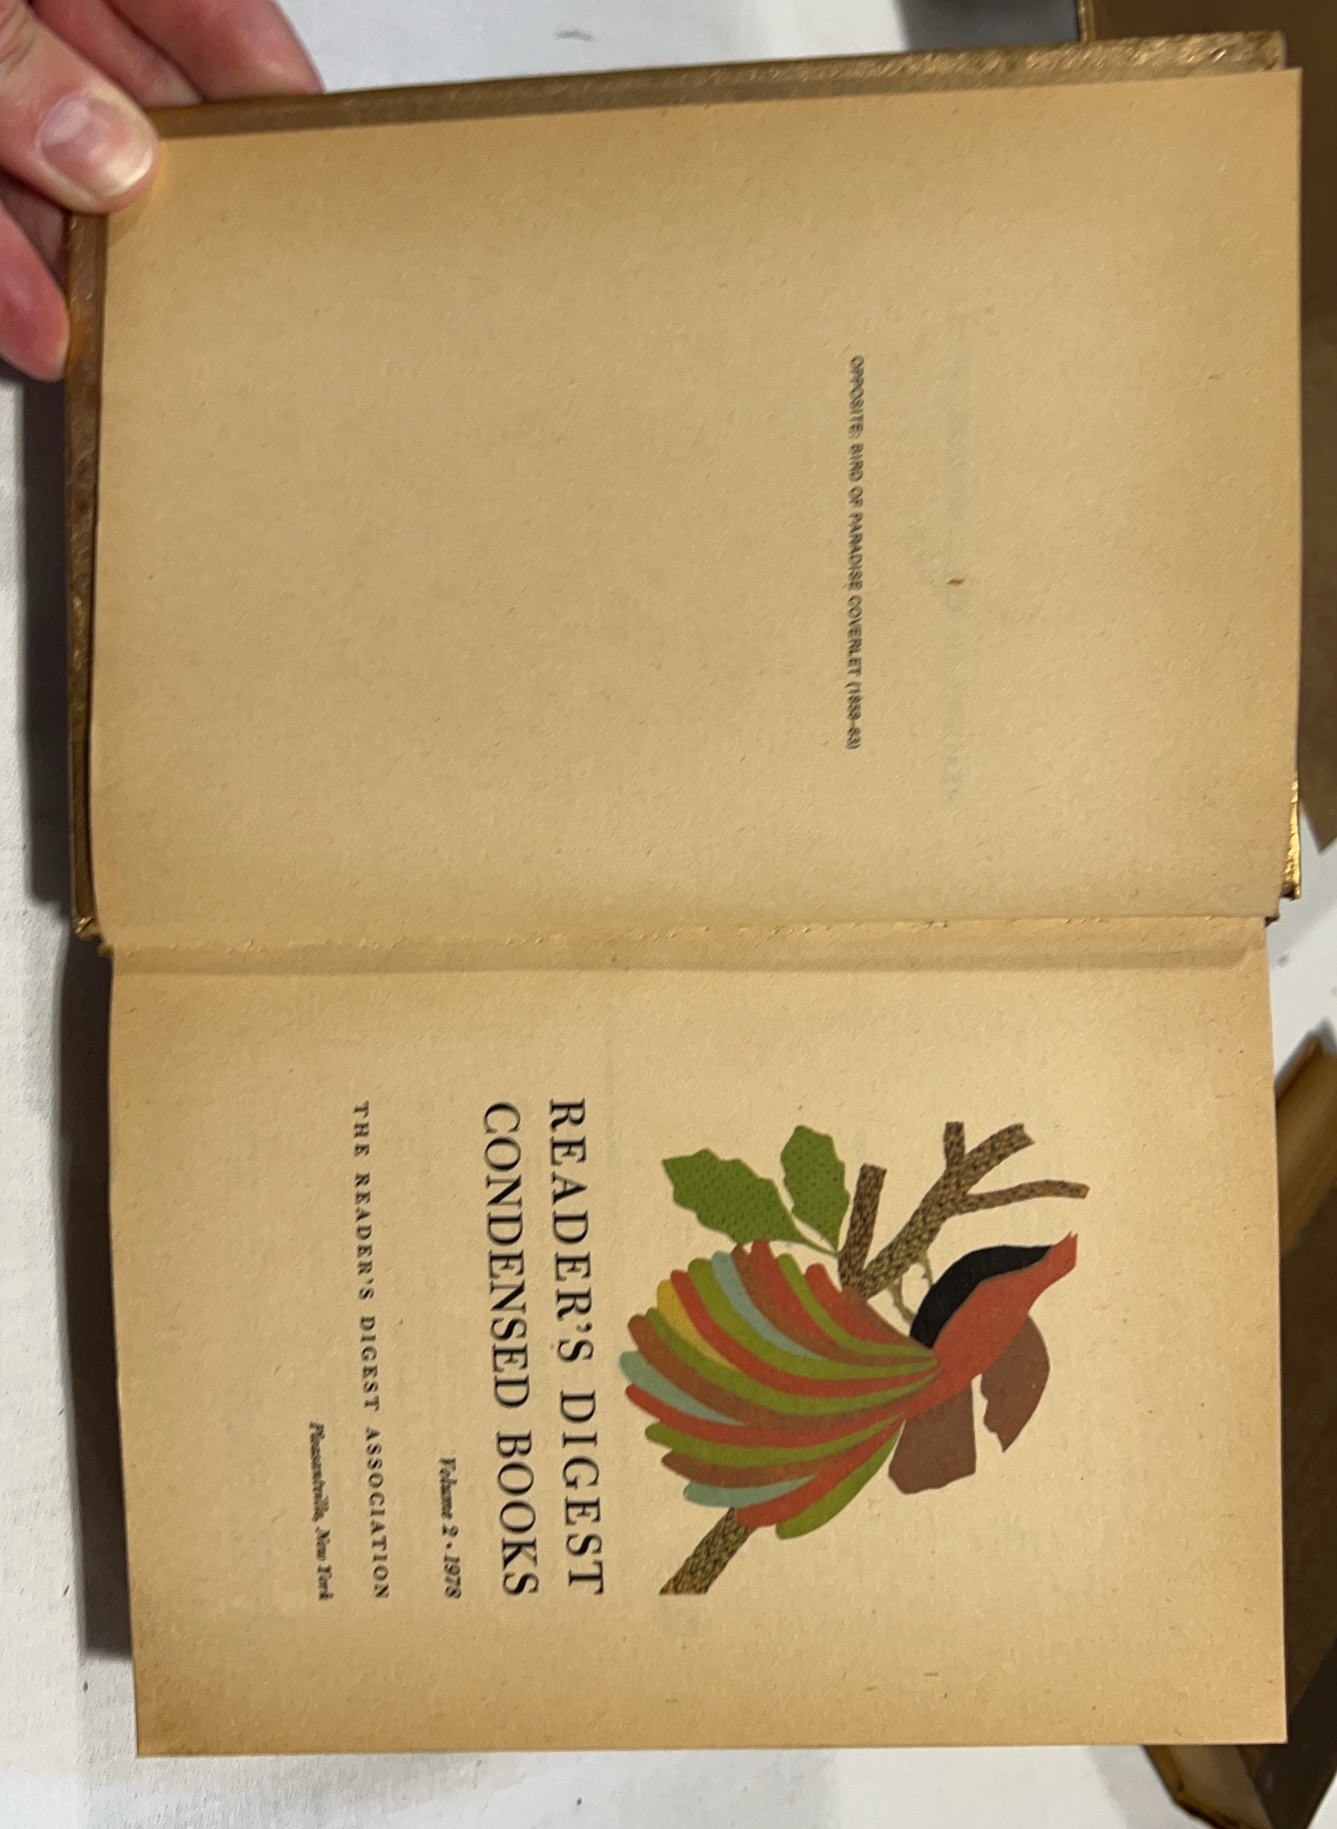 OPPOSITE: BIRD OF PARADISE COVERLET (1858–63)
READER'S DIGEST
CONDENSED BOOKS
Volume 2 • 1978
THE READER'S DIGEST ASSOCIATION
Pleasantville, New York